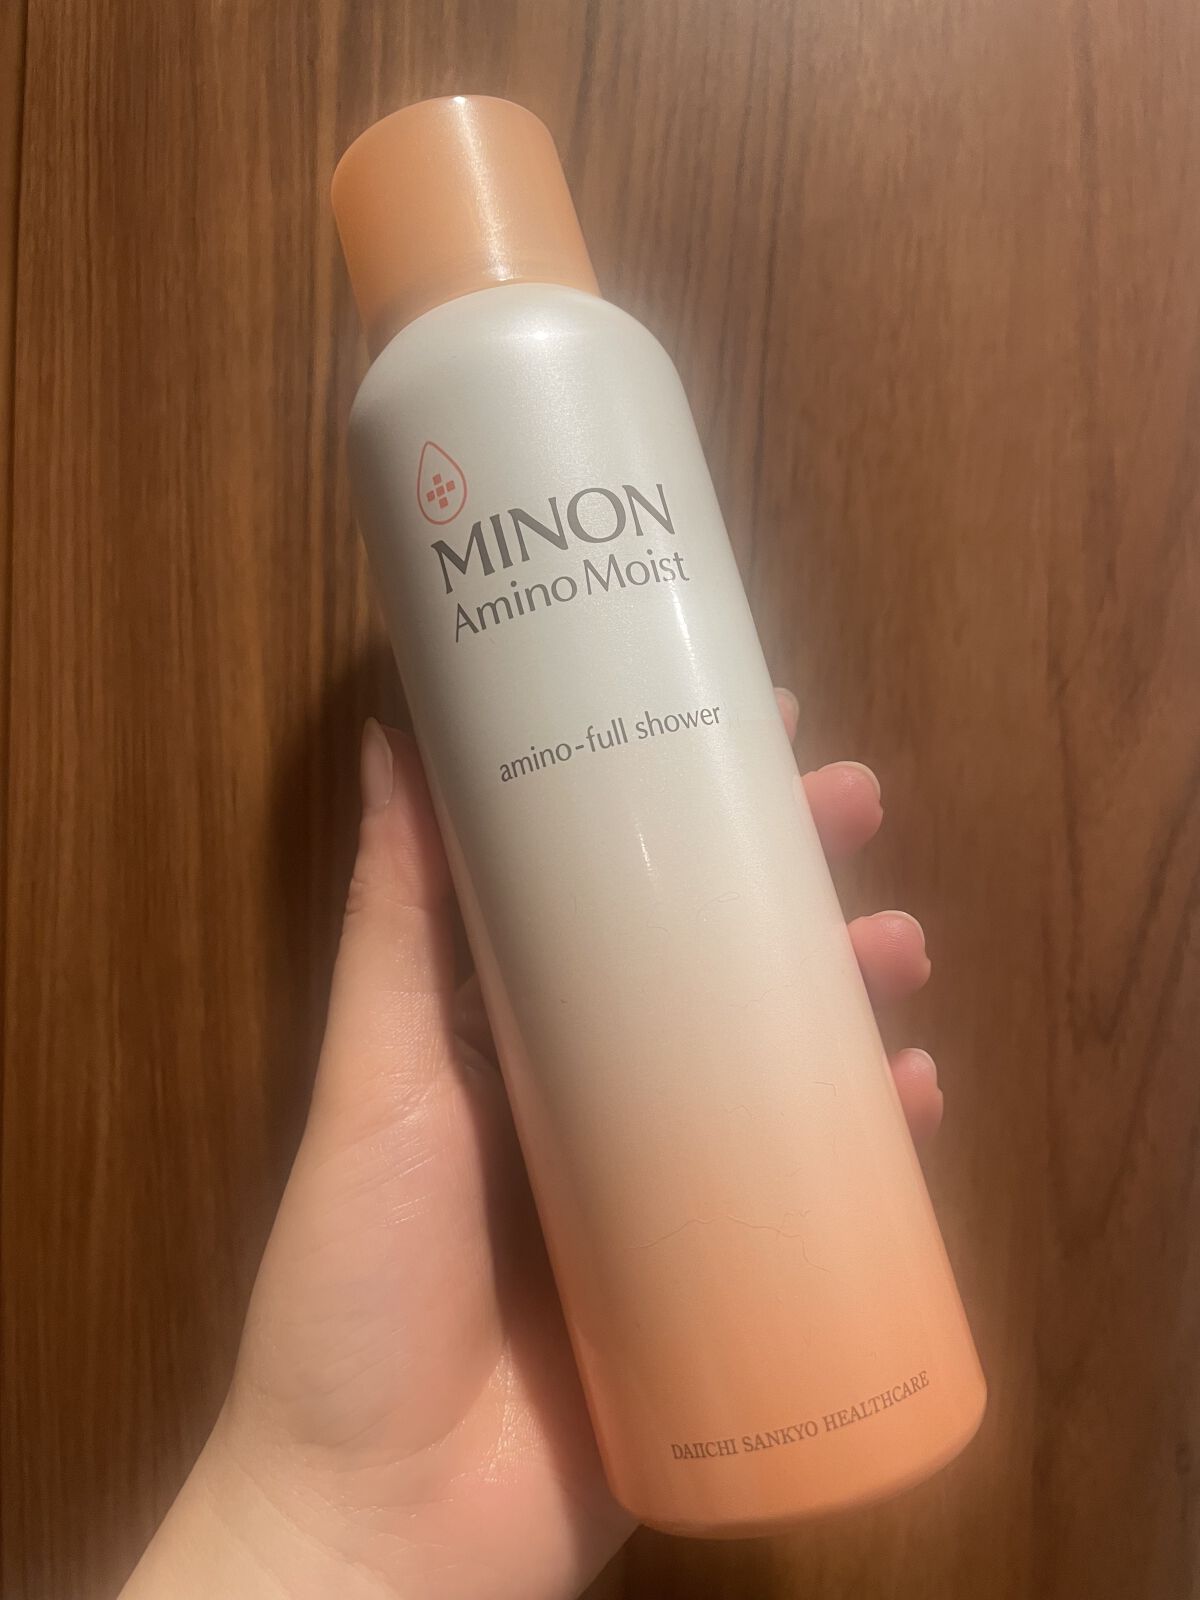 MINON
Amino Moist
amino-full shower
DAIICHI SANKYO HEALTHCARE